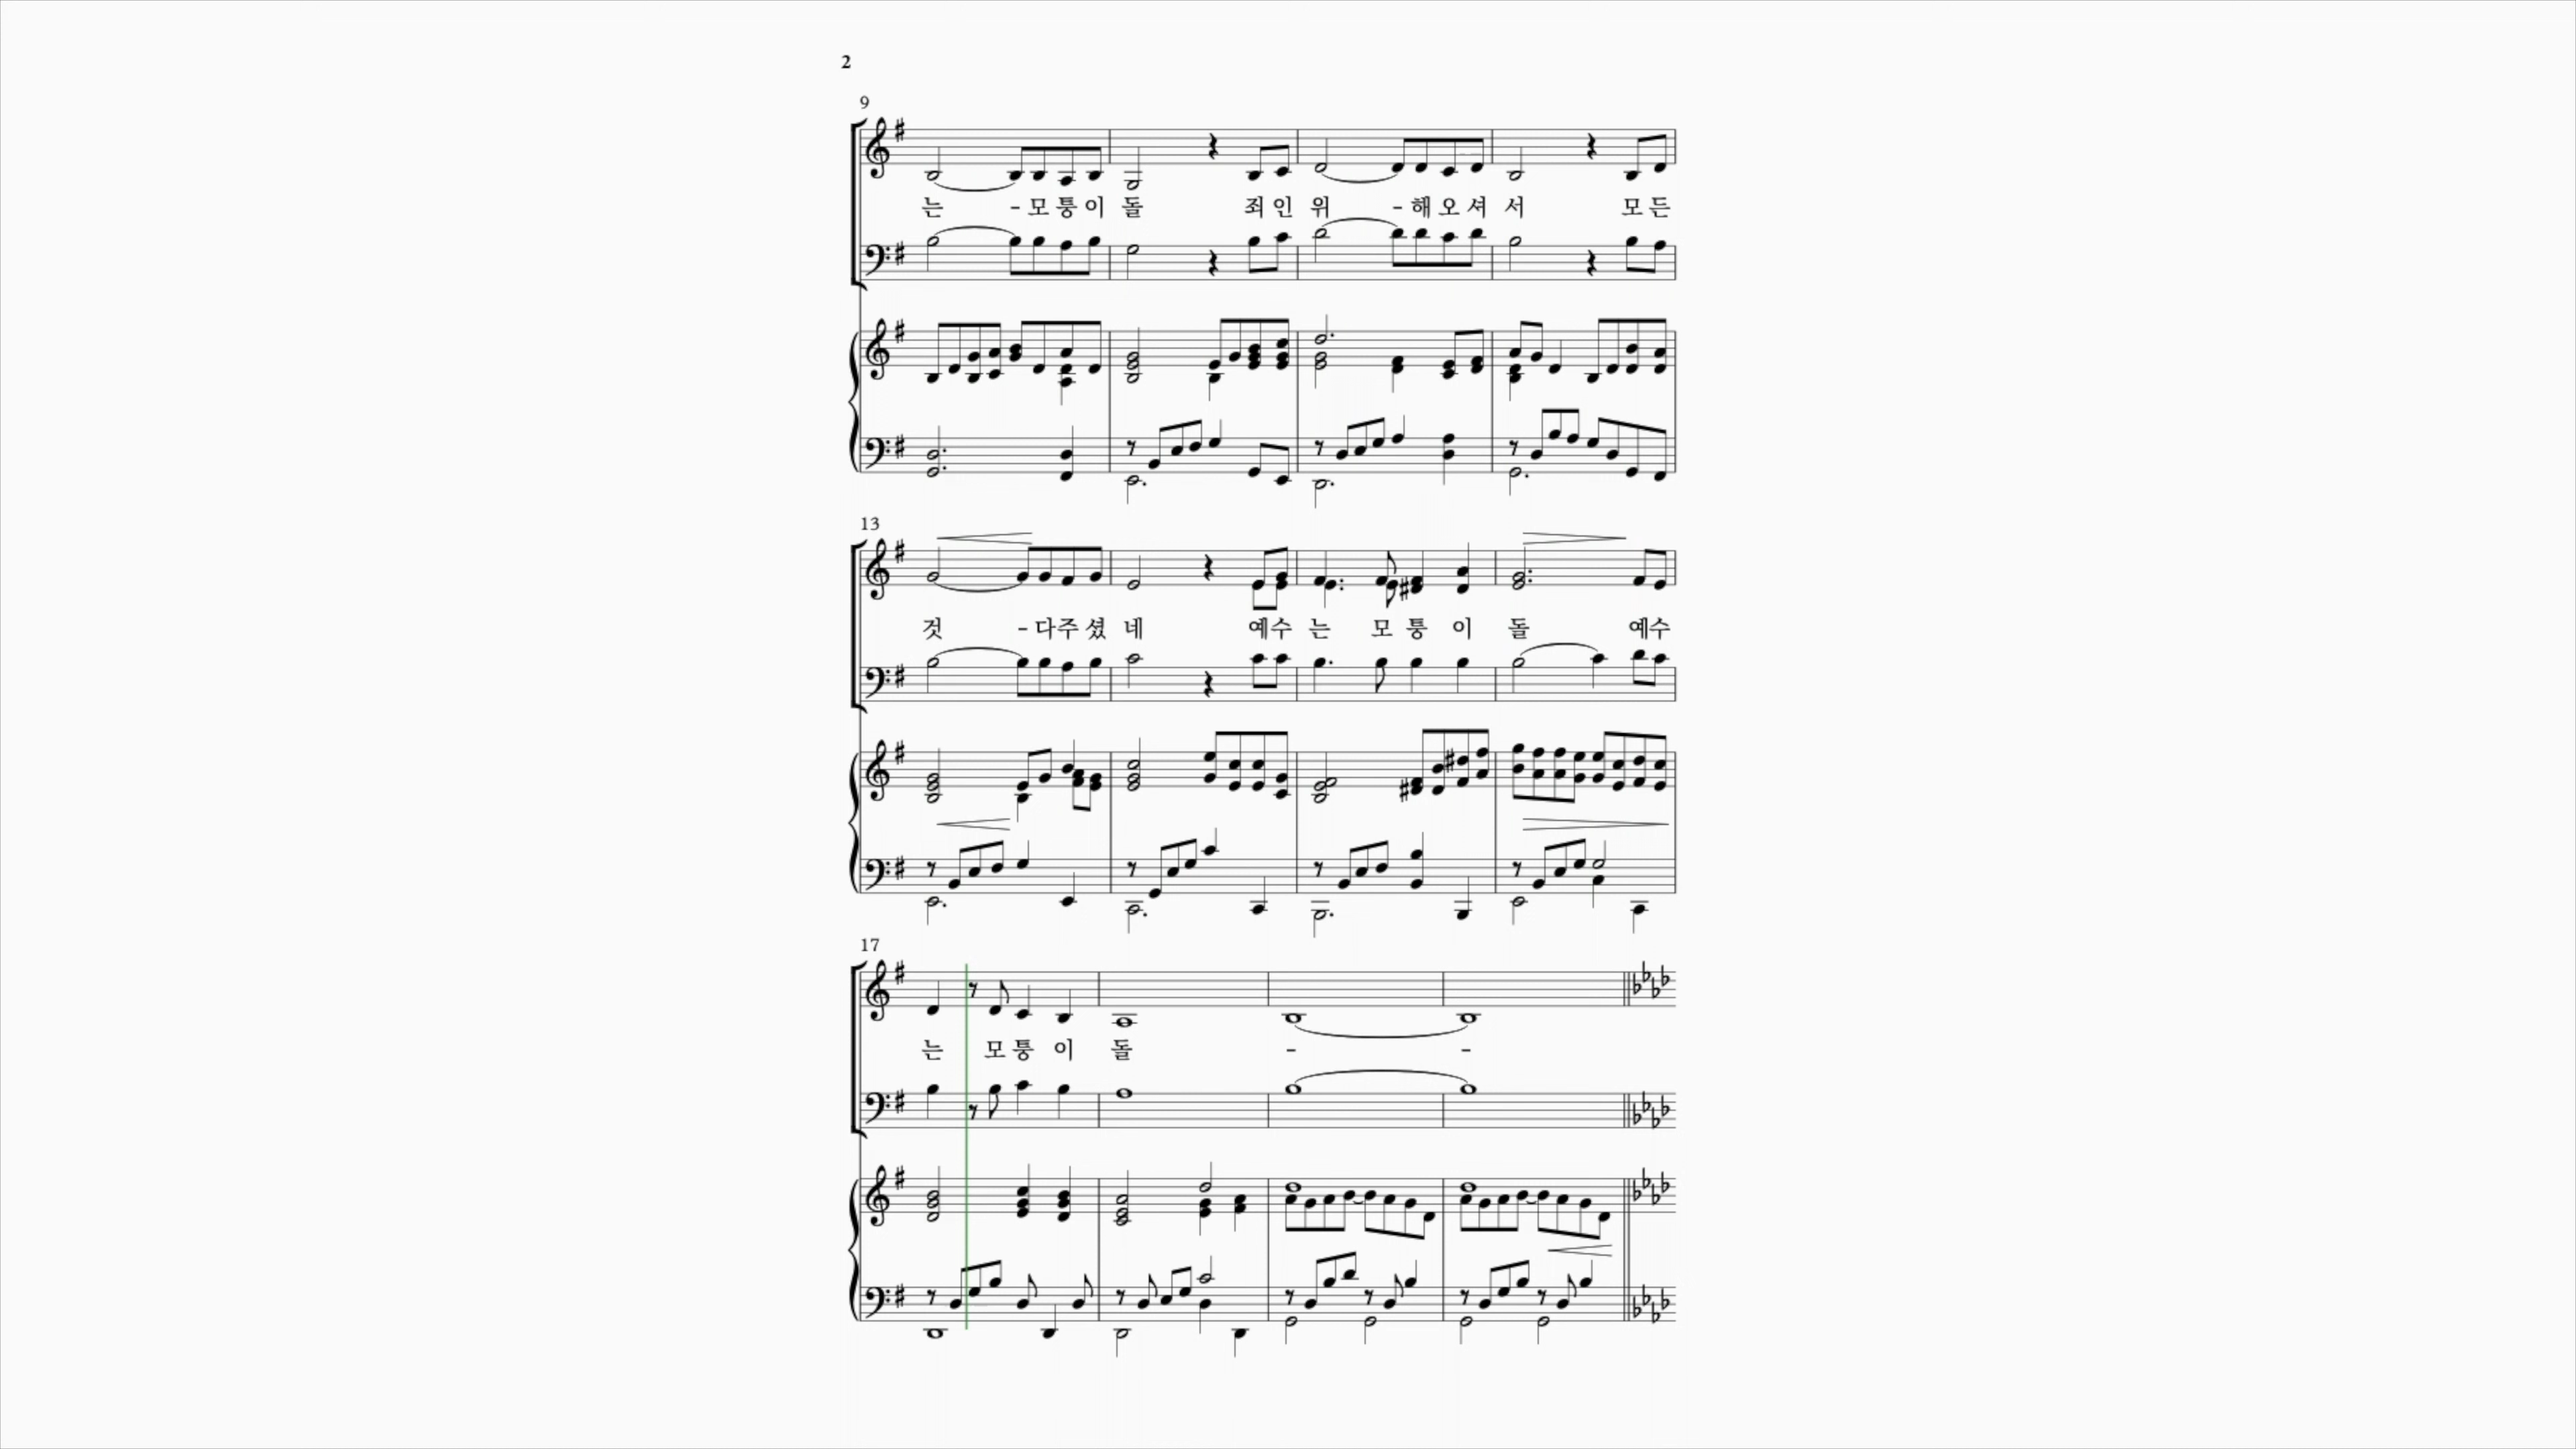 2
9
는 - 모 퉁 이 돌 죄 인 위 - 해 오 셔 서 모 든
13
것 - 다 주 셨 네 예 수 는 모 퉁 이 돌 예 수
17
는 모 퉁 이 돌 - -